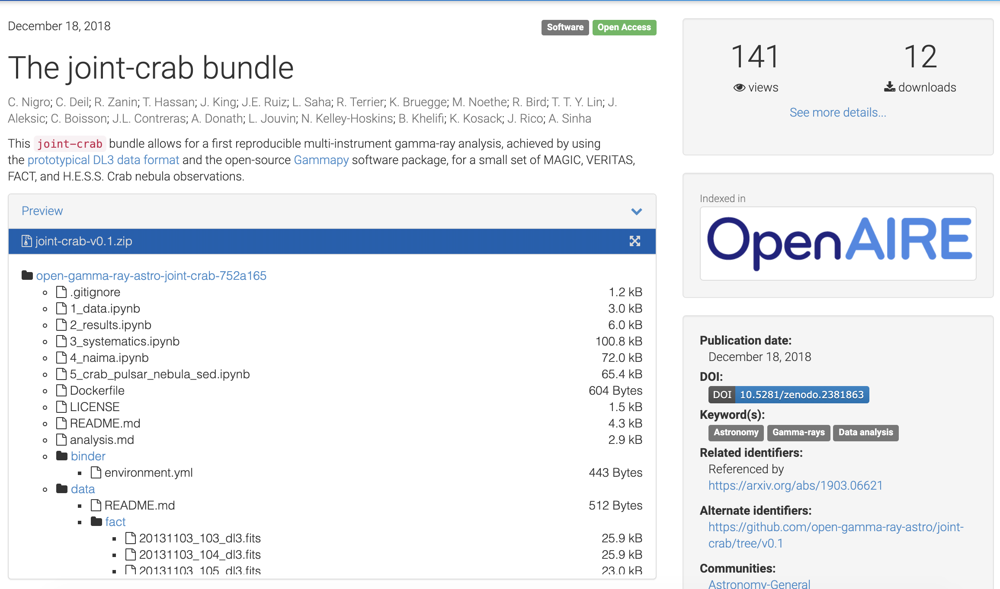 December 18, 2018
Software Open Access
The joint-crab bundle
C. Nigro; C. Deil; R. Zanin; T. Hassan; J. King; J.E. Ruiz; L. Saha; R. Terrier; K. Bruegge; M. Noethe; R. Bird; T. T. Y. Lin; J.
Aleksic; C. Boisson; J.L. Contreras; A. Donath; L. Jouvin; N. Kelley-Hoskins; B. Khelifi; K. Kosack; J. Rico; A. Sinha
This joint-crab bundle allows for a first reproducible multi-instrument gamma-ray analysis, achieved by using
the prototypical DL3 data format and the open-source Gammapy software package, for a small set of MAGIC, VERITAS,
FACT, and H.E.S.S. Crab nebula observations.
Preview
joint-crab-v0.1.zip
open-gamma-ray-astro-joint-crab-752a165
.gitignore 1.2 kB
1_data.ipynb 3.0 kB
2_results.ipynb 6.0 kB
3_systematics.ipynb 100.8 kB
4_naima.ipynb 72.0 kB
5_crab_pulsar_nebula_sed.ipynb 65.4 kB
Dockerfile 604 Bytes
LICENSE 1.5 kB
README.md 4.3 kB
analysis.md 2.9 kB
binder
environment.yml 443 Bytes
data
README.md 512 Bytes
fact
20131103_103_dl3.fits 25.9 kB
20131103_104_dl3.fits 25.9 kB
20131103_105_dl3.fits 23.0 kB
141 12
views downloads
See more details...
Indexed in
OpenAIRE
Publication date:
December 18, 2018
DOI:
DOI 10.5281/zenodo.2381863
Keyword(s):
Astronomy Gamma-rays Data analysis
Related identifiers:
Referenced by
https://arxiv.org/abs/1903.06621
Alternate identifiers:
https://github.com/open-gamma-ray-astro/joint-
crab/tree/v0.1
Communities:
Astronomy-General